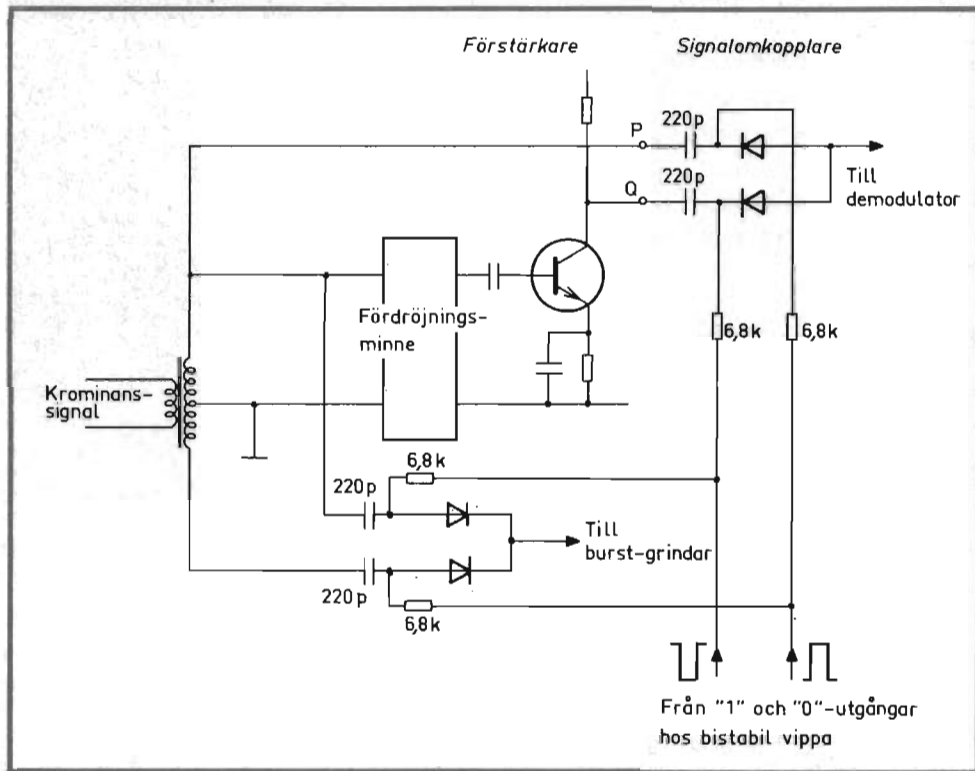 Förstärkare
Signalomkopplare
P
220p
220p
Q
Till
demodulator
Fördröjnings-
minne
6,8k
6,8k
Krominans-
signal
220p
6,8k
Till
burst-grindar
220p
6,8k
Från "1" och "0"-utgångar
hos bistabil vippa